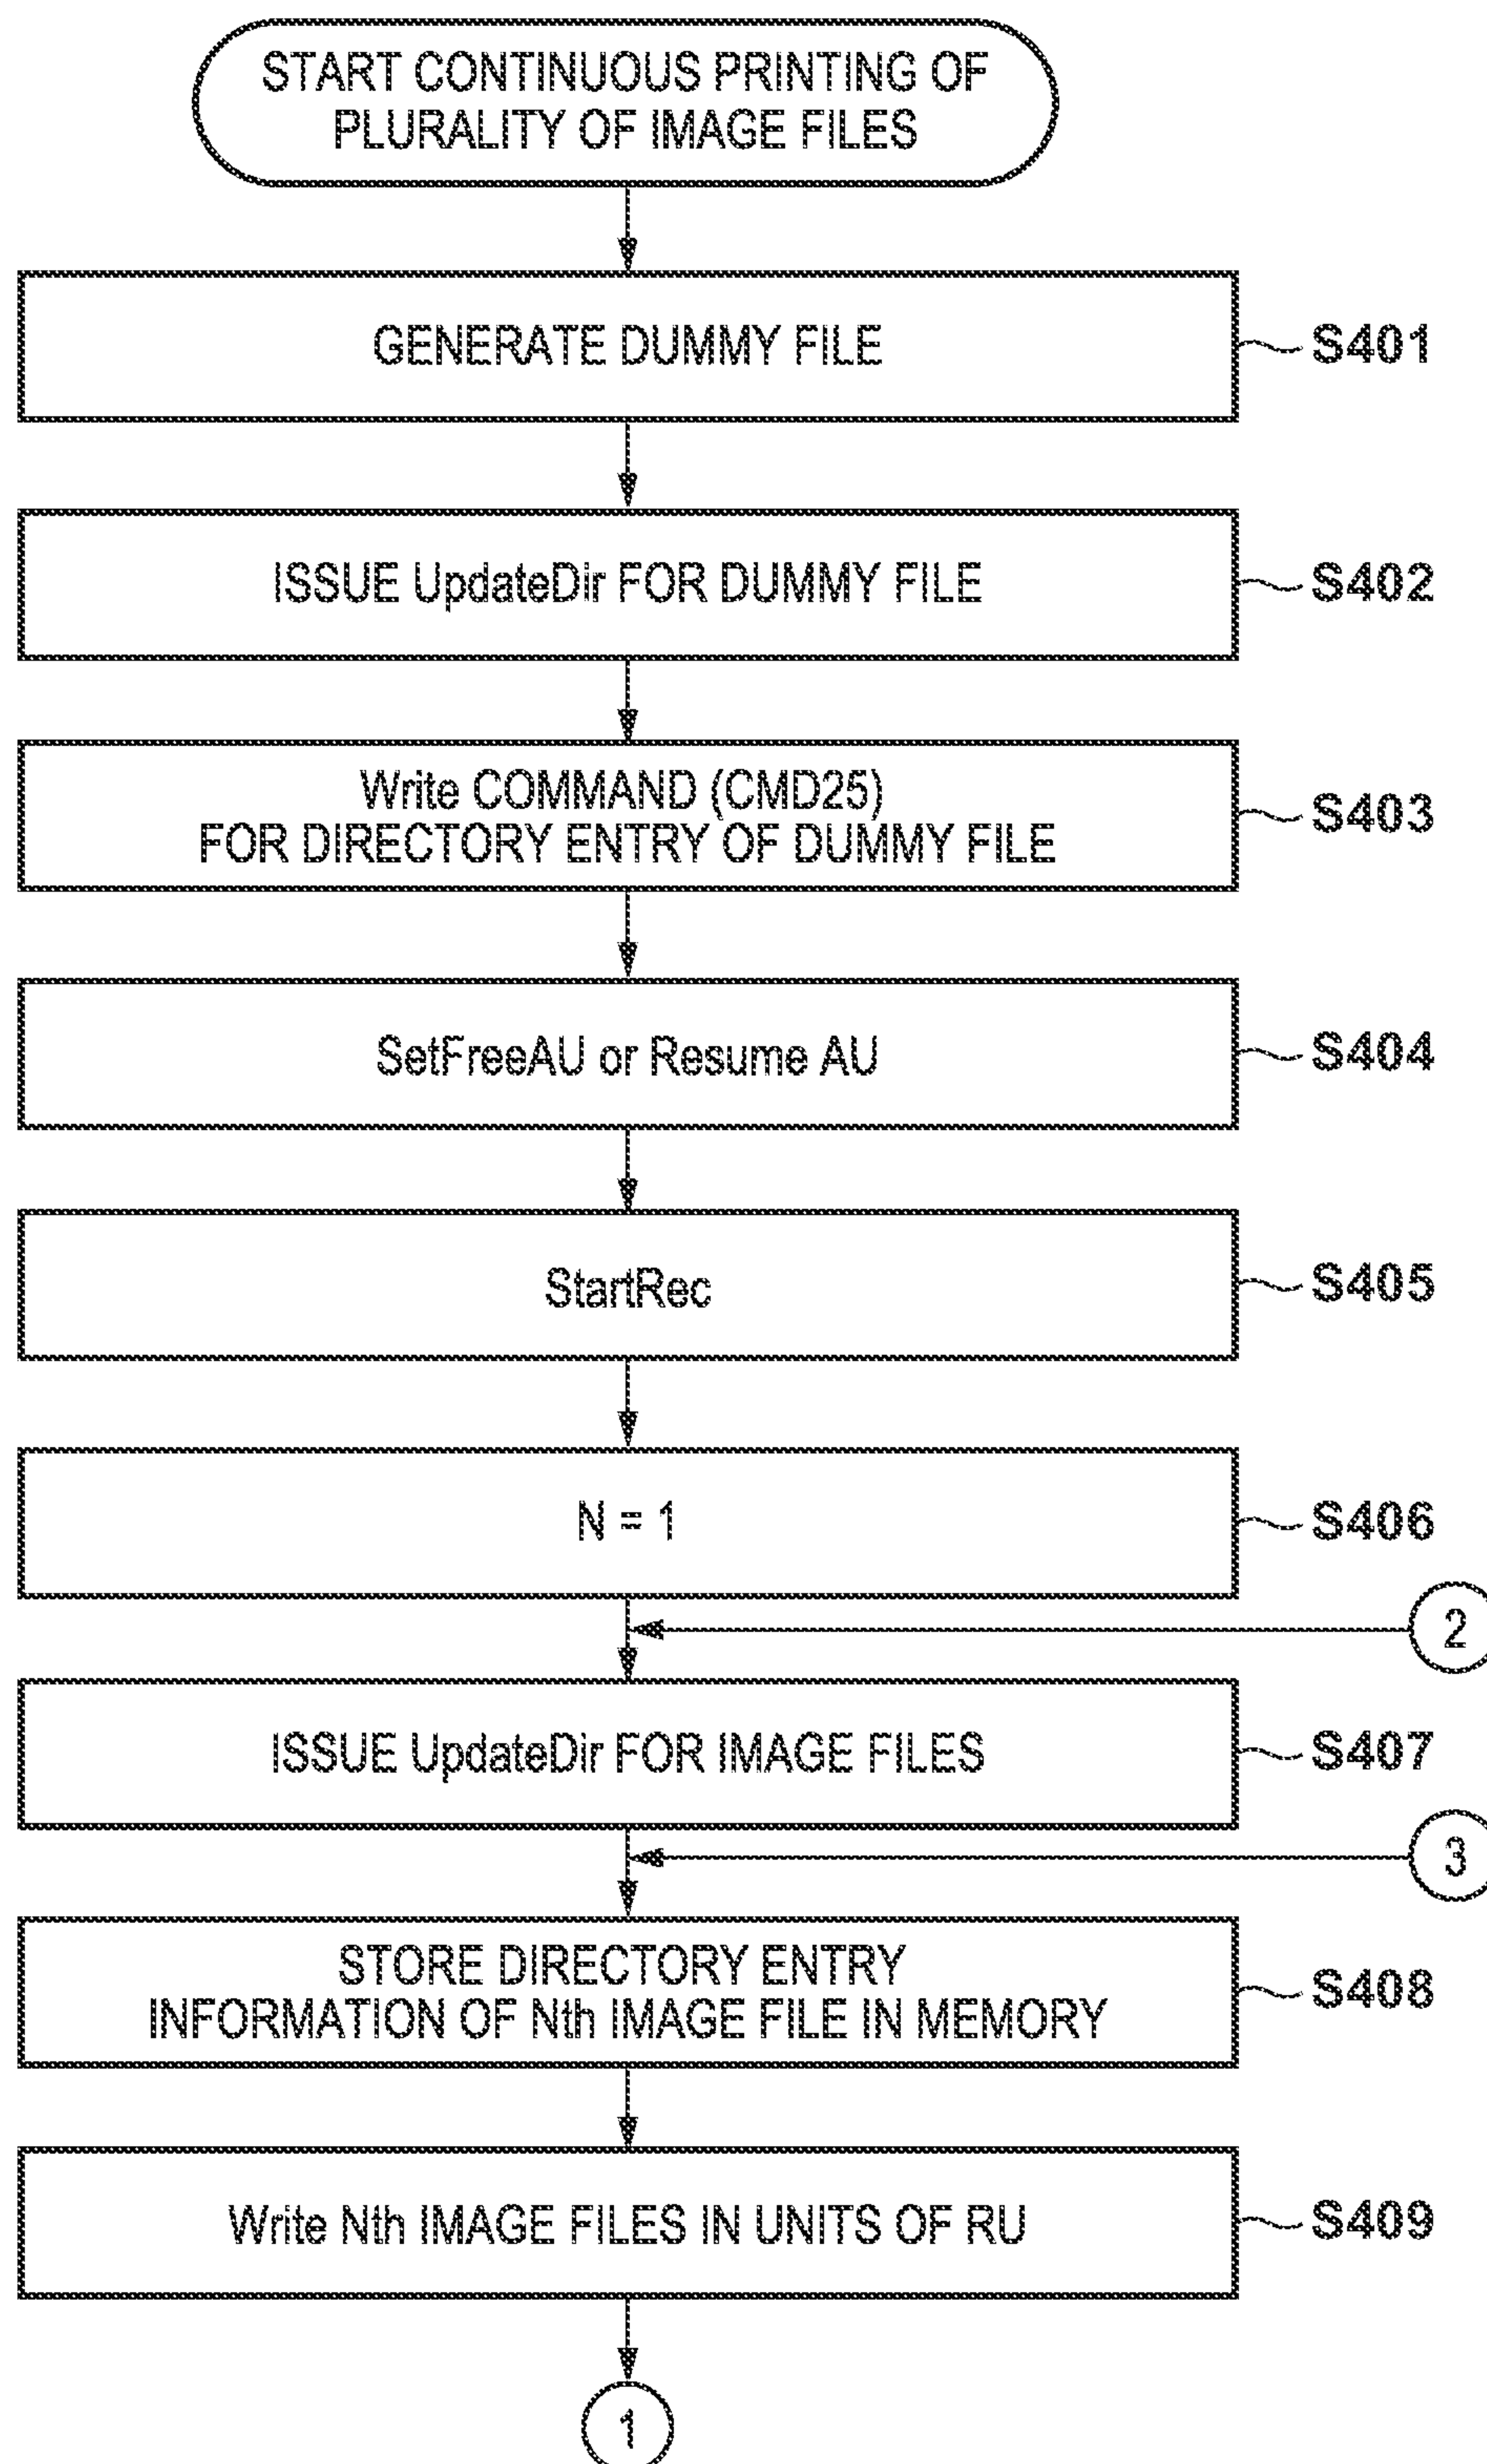 START CONTINUOUS PRINTING OF
PLURALITY OF IMAGE FILES
GENERATE DUMMY FILE
S401
ISSUE UpdateDir FOR DUMMY FILE
S402
Write COMMAND (CMD25)
FOR DIRECTORY ENTRY OF DUMMY FILE
S403
SetFreeAU or Resume AU
S404
StartRec
S405
N = 1
S406
2
ISSUE UpdateDir FOR IMAGE FILES
S407
3
STORE DIRECTORY ENTRY
INFORMATION OF Nth IMAGE FILE IN MEMORY
S408
Write Nth IMAGE FILES IN UNITS OF RU
S409
1